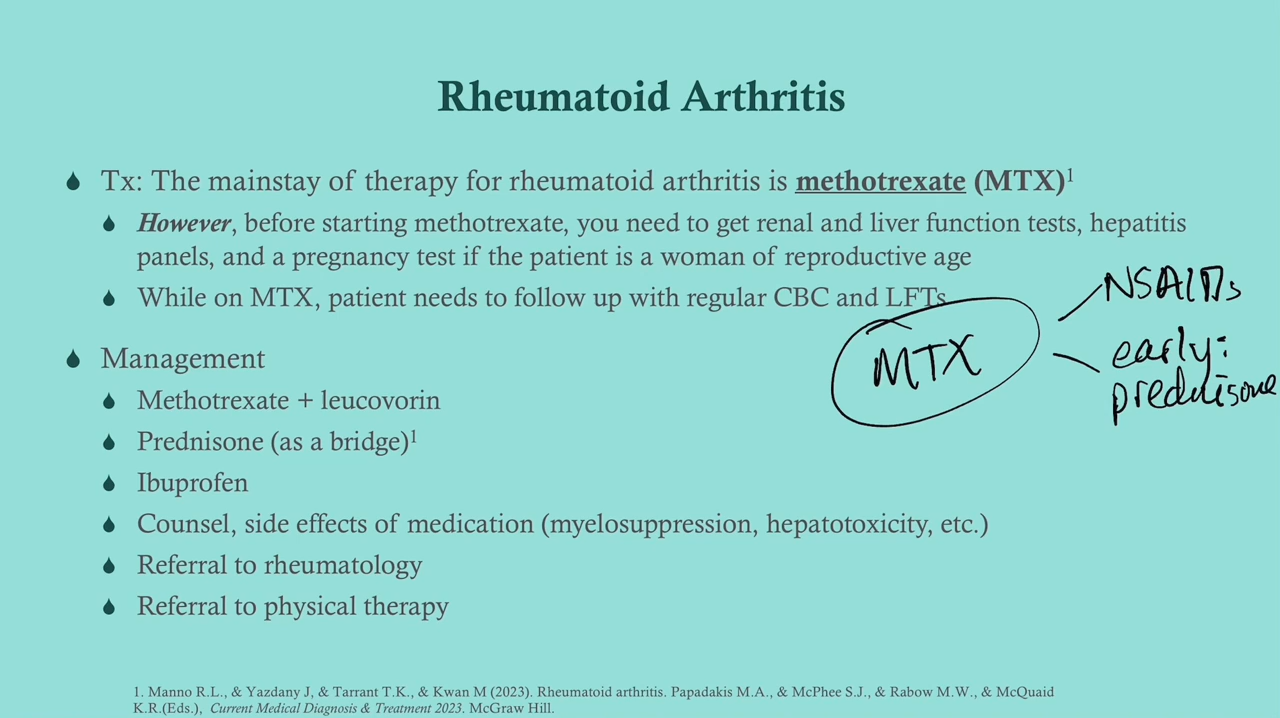 Rheumatoid Arthritis
Tx: The mainstay of therapy for rheumatoid arthritis is methotrexate (MTX)1
However, before starting methotrexate, you need to get renal and liver function tests, hepatitis
panels, and a pregnancy test if the patient is a woman of reproductive age
While on MTX, patient needs to follow up with regular CBC and LFTs
MTX
NSAIDs
early:
prednisone
Management
Methotrexate + leucovorin
Prednisone (as a bridge)1
Ibuprofen
Counsel, side effects of medication (myelosuppression, hepatotoxicity, etc.)
Referral to rheumatology
Referral to physical therapy
1. Manno R.L., & Yazdany J, & Tarrant T.K., & Kwan M (2023). Rheumatoid arthritis. Papadakis M.A., & McPhee S.J., & Rabow M.W., & McQuaid
K.R.(Eds.), Current Medical Diagnosis & Treatment 2023. McGraw Hill.